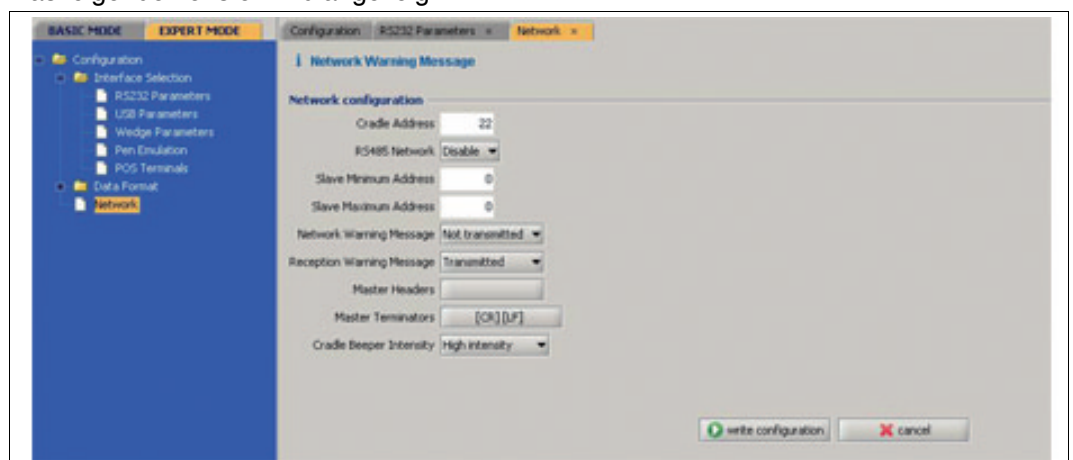 BASIC MODE EXPERT MODE
Configuration RS232 Parameters × Network ×
Configuration
Interface Selection
RS232 Parameters
USB Parameters
Wedge Parameters
Pen Emulation
POS Terminals
Data Format
Network
i Network Warning Message
Network configuration
Cradle Address 22
RS485 Network Disable
Slave Minimum Address 0
Slave Maximum Address 0
Network Warning Message Not transmitted
Reception Warning Message Transmitted
Master Headers
Master Terminators [CR][LF]
Cradle Beeper Intensity High intensity
write configuration cancel